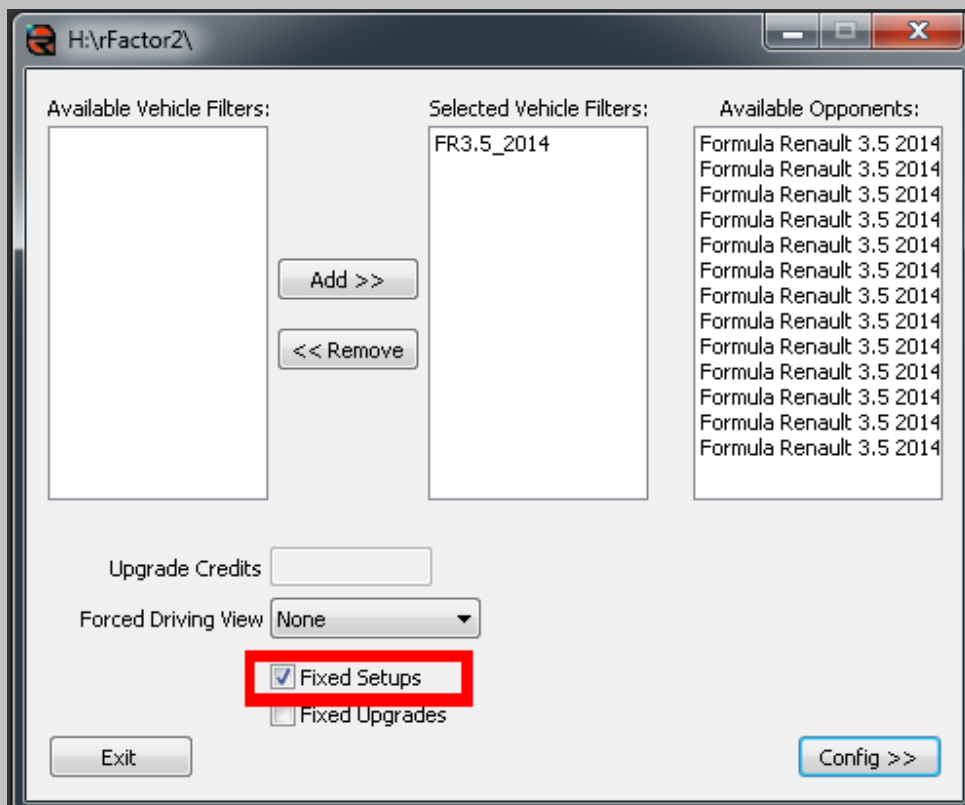 H:\rFactor2\
Available Vehicle Filters:
Selected Vehicle Filters:
Available Opponents:
FR3.5_2014
Formula Renault 3.5 2014
Formula Renault 3.5 2014
Formula Renault 3.5 2014
Formula Renault 3.5 2014
Formula Renault 3.5 2014
Formula Renault 3.5 2014
Formula Renault 3.5 2014
Formula Renault 3.5 2014
Formula Renault 3.5 2014
Formula Renault 3.5 2014
Formula Renault 3.5 2014
Formula Renault 3.5 2014
Formula Renault 3.5 2014
Add >>
<< Remove
Upgrade Credits
Forced Driving View None
Fixed Setups
Fixed Upgrades
Exit
Config >>